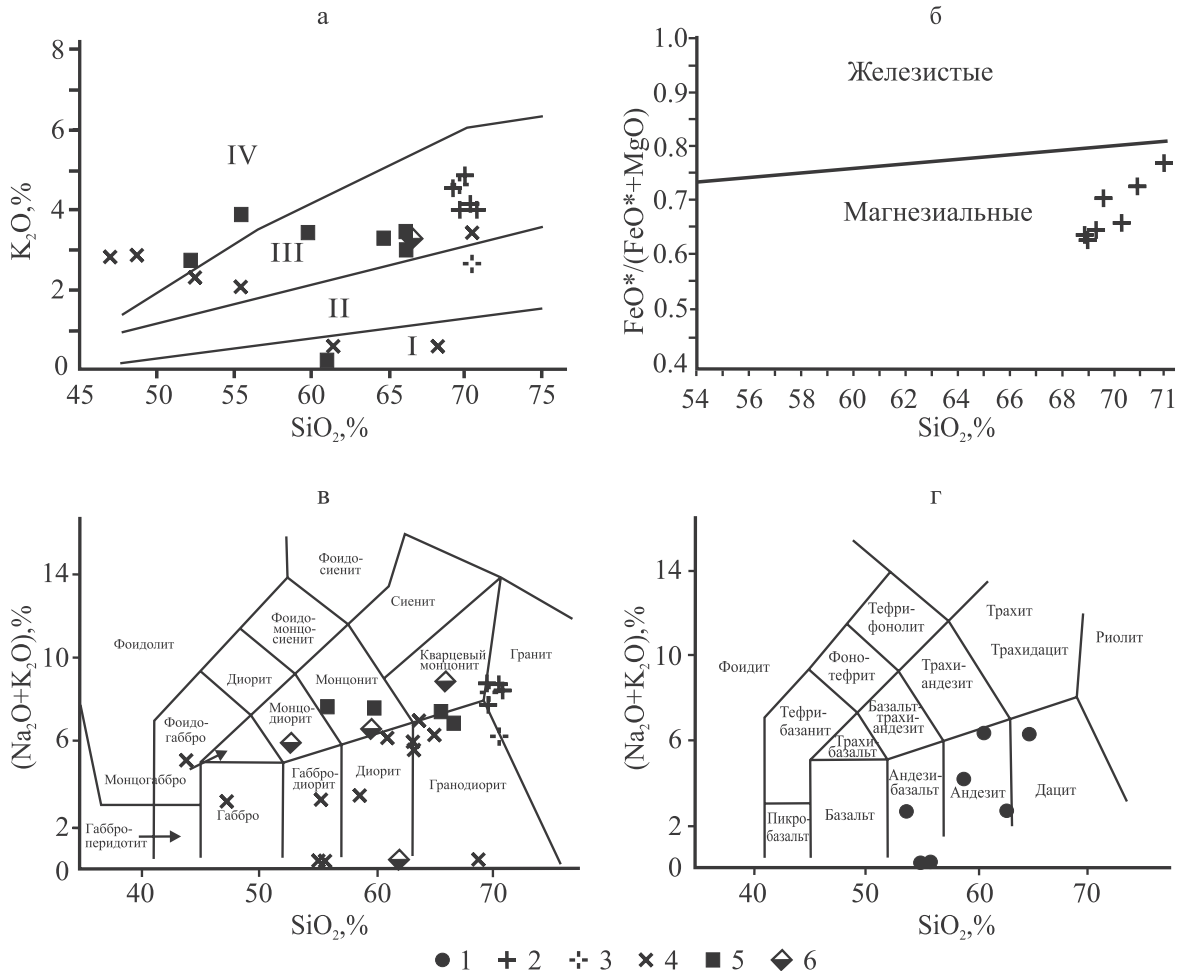 а
8
6
4
2
0
K₂O,%
IV
III
II
I
45
50
55
60
65
70
75
SiO₂,%
б
1.0
0.9
0.8
0.7
0.6
0.5
0.4
FeO*/(FeO*+MgO)
Железистые
Магнезиальные
54
56
58
60
62
64
66
68
70
71
SiO₂,%
в
14
10
6
2
0
(Na₂O+K₂O),%
Фоидо-
сиенит
Сиенит
Фоидо-
монцо-
сиенит
Фоидолит
Кварцевый
монцонит
Гранит
Диорит
Монцонит
Монцо-
диорит
Фоидо-
габбро
Монцогаббро
Габбро-
диорит
Диорит
Гранодиорит
Габбро
Габбро-
перидотит
40
50
60
70
SiO₂,%
г
14
10
6
2
0
(Na₂O+K₂O),%
Тефри-
фонолит
Трахит
Трахидацит
Риолит
Фоидит
Фоно-
тефрит
Трахи-
андезит
Тефри-
базанит
Базальт-
трахи-
андезит
Трахи-
базальт
Андези-
базальт
Андезит
Дацит
Пикро-
базальт
Базальт
40
50
60
70
SiO₂,%
1 2 3 4 5 6